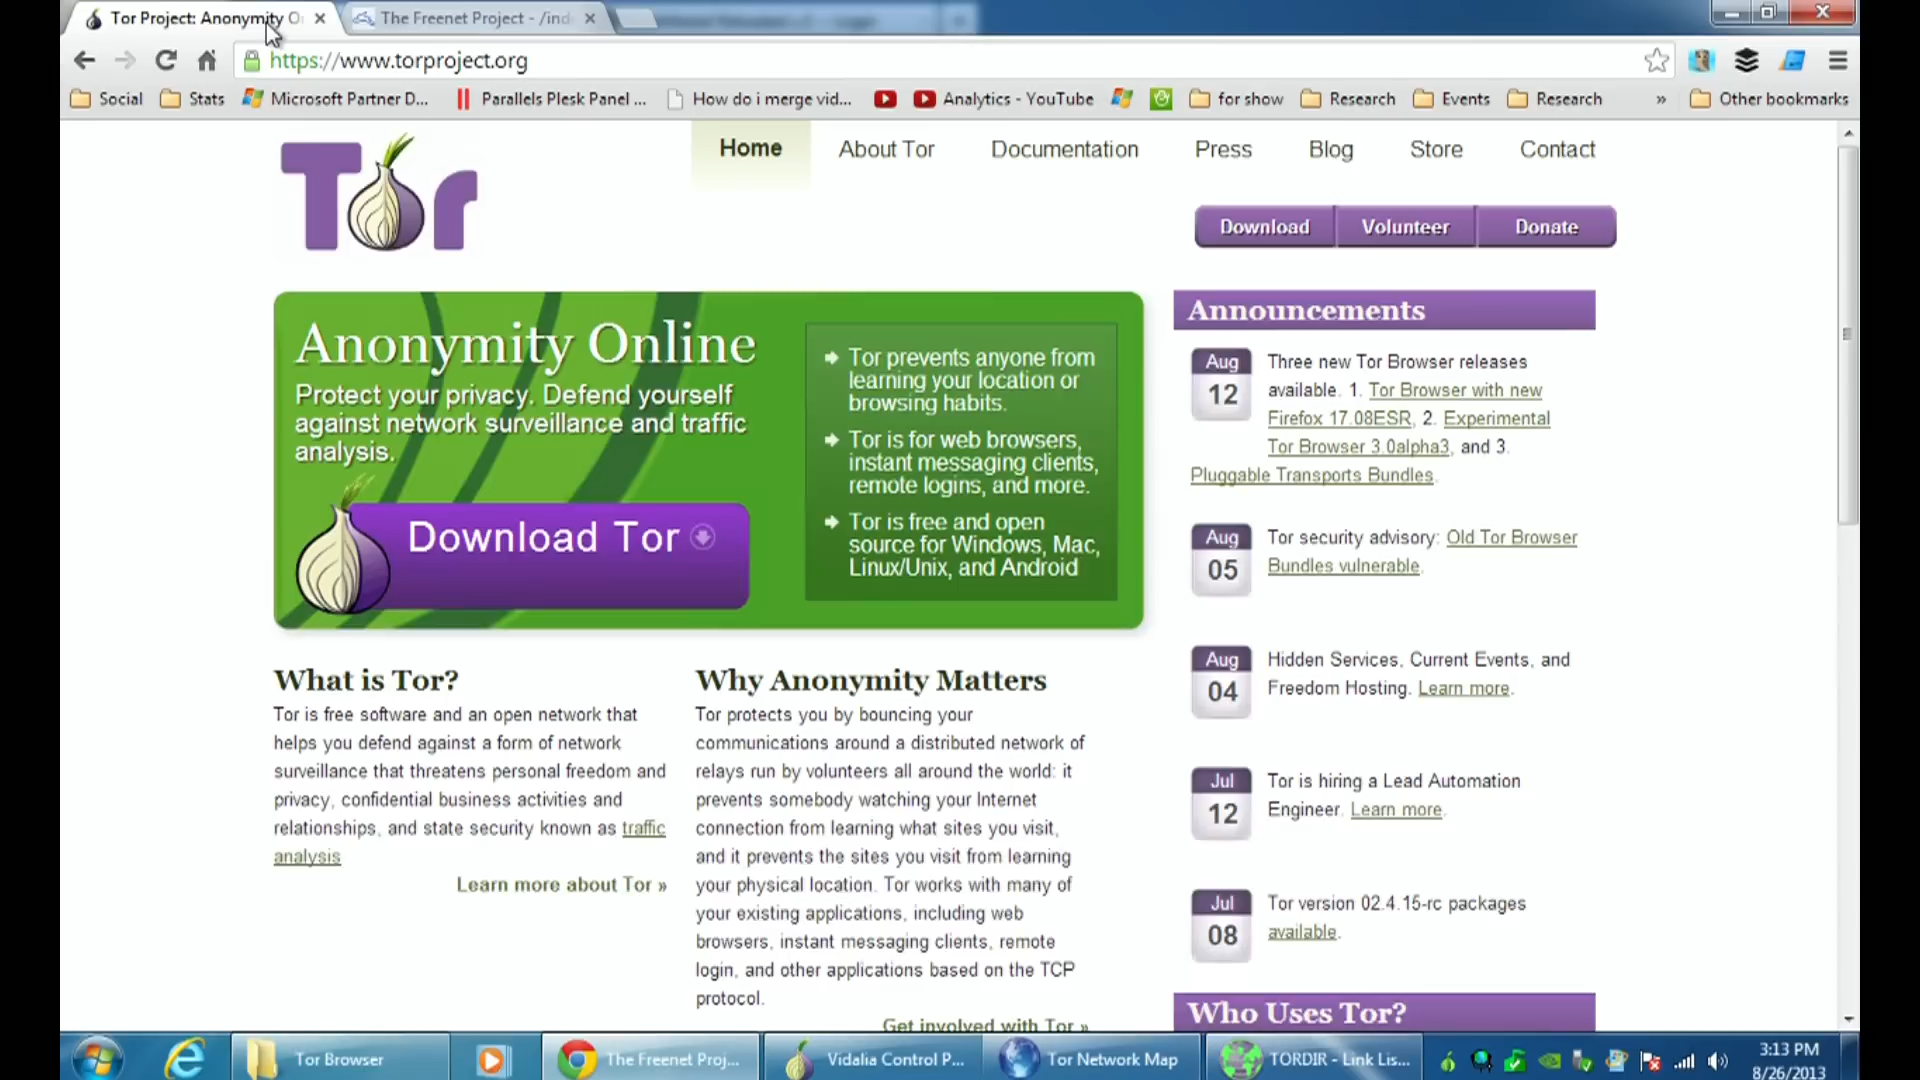 Tor Project: Anonymity O
The Freenet Project - /ind
https://www.torproject.org
Social
Stats
Microsoft Partner D...
Parallels Plesk Panel ...
How do i merge vid...
Analytics - YouTube
for show
Research
Events
Research
»
Other bookmarks
Tor
Home
About Tor
Documentation
Press
Blog
Store
Contact
Download
Volunteer
Donate
Anonymity Online
Protect your privacy. Defend yourself
against network surveillance and traffic
analysis.
Download Tor
Tor prevents anyone from
learning your location or
browsing habits.
Tor is for web browsers,
instant messaging clients,
remote logins, and more.
Tor is free and open
source for Windows, Mac,
Linux/Unix, and Android
What is Tor?
Tor is free software and an open network that
helps you defend against a form of network
surveillance that threatens personal freedom and
privacy, confidential business activities and
relationships, and state security known as traffic
analysis
Learn more about Tor »
Why Anonymity Matters
Tor protects you by bouncing your
communications around a distributed network of
relays run by volunteers all around the world: it
prevents somebody watching your Internet
connection from learning what sites you visit,
and it prevents the sites you visit from learning
your physical location. Tor works with many of
your existing applications, including web
browsers, instant messaging clients, remote
login, and other applications based on the TCP
protocol.
Get involved with Tor »
Announcements
Aug
12
Three new Tor Browser releases
available. 1. Tor Browser with new
Firefox 17.08ESR, 2. Experimental
Tor Browser 3.0alpha3, and 3.
Pluggable Transports Bundles.
Aug
05
Tor security advisory: Old Tor Browser
Bundles vulnerable.
Aug
04
Hidden Services, Current Events, and
Freedom Hosting. Learn more.
Jul
12
Tor is hiring a Lead Automation
Engineer. Learn more.
Jul
08
Tor version 02.4.15-rc packages
available.
Who Uses Tor?
Tor Browser
The Freenet Proj...
Vidalia Control P...
Tor Network Map
TORDIR - Link Lis...
3:13 PM
8/26/2013